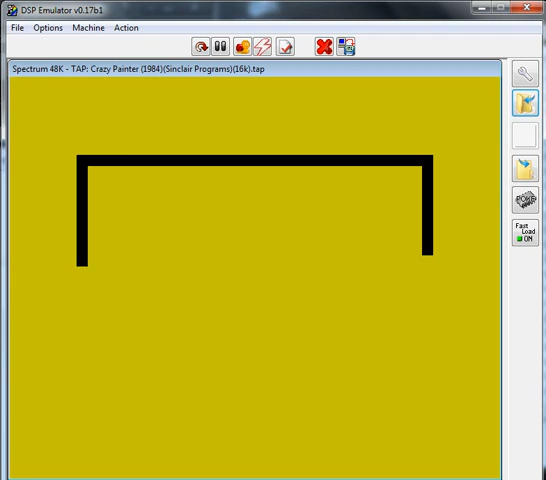 DSP Emulator v0.17b1
File Options Machine Action
Spectrum 48K - TAP: Crazy Painter (1984)(Sinclair Programs)(16k).tap
POKE
Fast
Load
ON